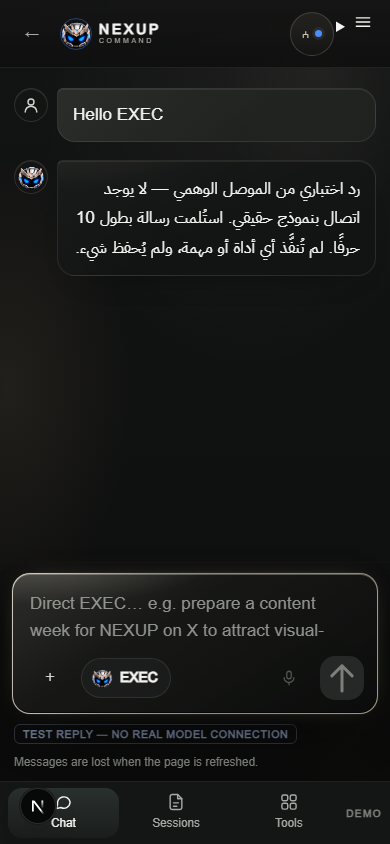 ←
NEXUP
COMMAND
Hello EXEC
رد اختباري من الموصل الوهمي — لا يوجد
اتصال بنموذج حقيقي. استُلمت رسالة بطول 10
حرفًا. لم تُنفَّذ أي أداة أو مهمة، ولم يُحفظ شيء.
Direct EXEC… e.g. prepare a content
week for NEXUP on X to attract visual-
+ EXEC
TEST REPLY — NO REAL MODEL CONNECTION
Messages are lost when the page is refreshed.
N Chat
Sessions
Tools
DEMO